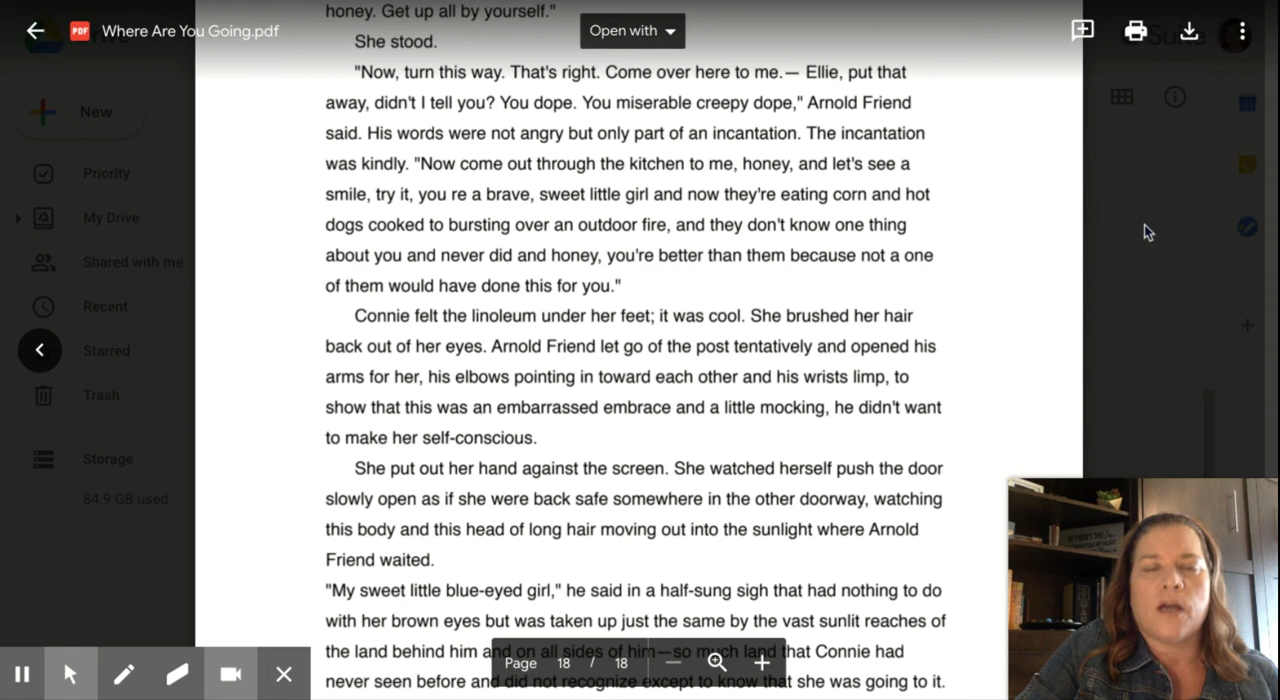 honey. Get up all by yourself."
Where Are You Going.pdf
Open with
PDF
She stood.
"Now, turn this way. That's right. Come over here to me.— Ellie, put that
away, didn't I tell you? You dope. You miserable creepy dope," Arnold Friend
said. His words were not angry but only part of an incantation. The incantation
was kindly. "Now come out through the kitchen to me, honey, and let's see a
smile, try it, you re a brave, sweet little girl and now they're eating corn and hot
dogs cooked to bursting over an outdoor fire, and they don't know one thing
about you and never did and honey, you're better than them because not a one
of them would have done this for you."
Connie felt the linoleum under her feet; it was cool. She brushed her hair
back out of her eyes. Arnold Friend let go of the post tentatively and opened his
arms for her, his elbows pointing in toward each other and his wrists limp, to
show that this was an embarrassed embrace and a little mocking, he didn't want
to make her self-conscious.
She put out her hand against the screen. She watched herself push the door
slowly open as if she were back safe somewhere in the other doorway, watching
this body and this head of long hair moving out into the sunlight where Arnold
Friend waited.
"My sweet little blue-eyed girl," he said in a half-sung sigh that had nothing to do
with her brown eyes but was taken up just the same by the vast sunlit reaches of
the land behind him and on all sides of him—so much land that Connie had
never seen before and did not recognize except to know that she was going to it.
Page 18 / 18
New
Priority
My Drive
Shared with me
Recent
Starred
Trash
Storage
84.9 GB used